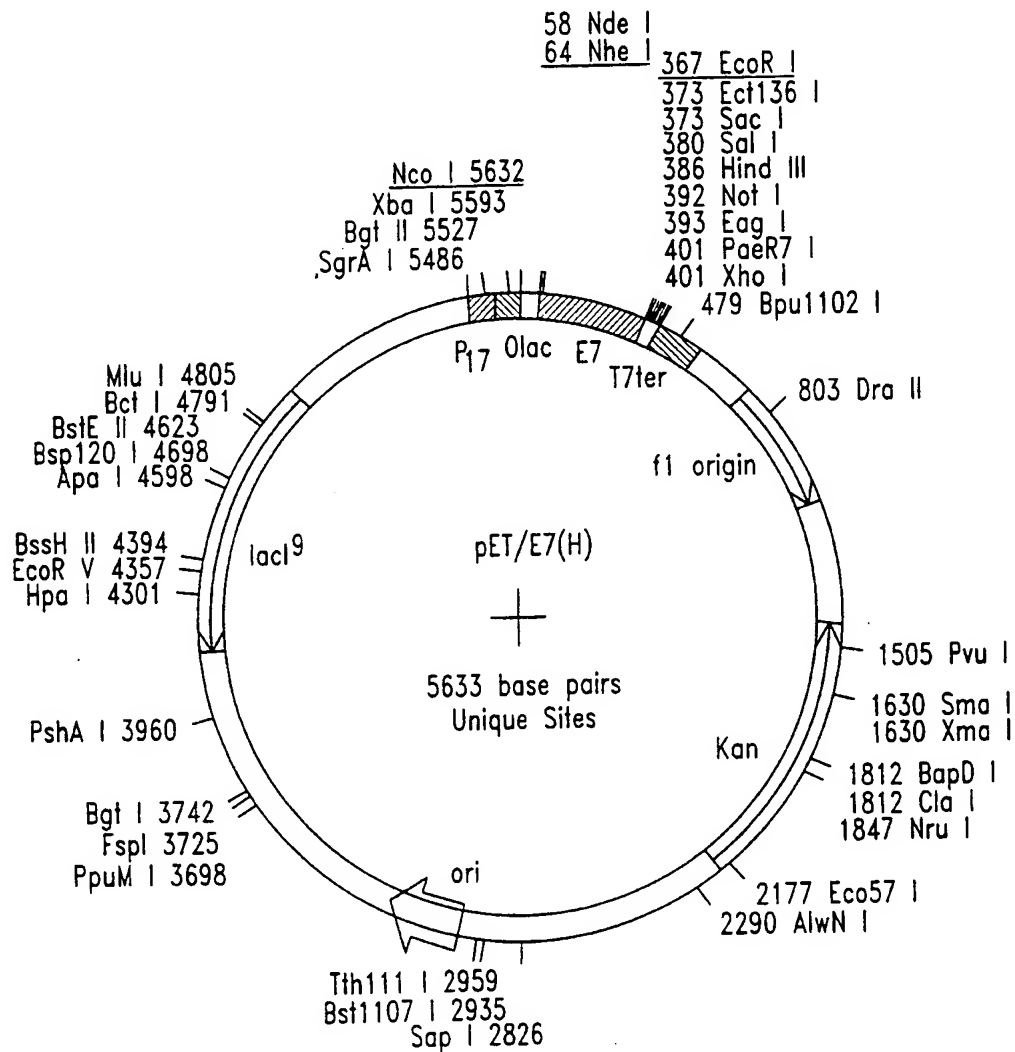 58 Nde I
64 Nhe I
367 EcoR I
373 Ect136 I
373 Sac I
380 Sal I
386 Hind III
392 Not I
393 Eag I
401 PaeR7 I
401 Xho I
479 Bpu1102 I
Nco I 5632
Xba I 5593
Bgt II 5527
SgrA I 5486
P17
Olac
E7
T7ter
803 Dra II
f1 origin
Mlu I 4805
Bct I 4791
BstE II 4623
Bsp120 I 4698
Apa I 4598
BssH II 4394
EcoR V 4357
Hpa I 4301
lacI9
pET/E7(H)
5633 base pairs
Unique Sites
1505 Pvu I
1630 Sma I
1630 Xma I
Kan
1812 BapD I
1812 Cla I
1847 Nru I
2177 Eco57 I
2290 AlwN I
PshA I 3960
Bgt I 3742
FspI 3725
PpuM I 3698
ori
Tth111 I 2959
Bst1107 I 2935
Sap I 2826